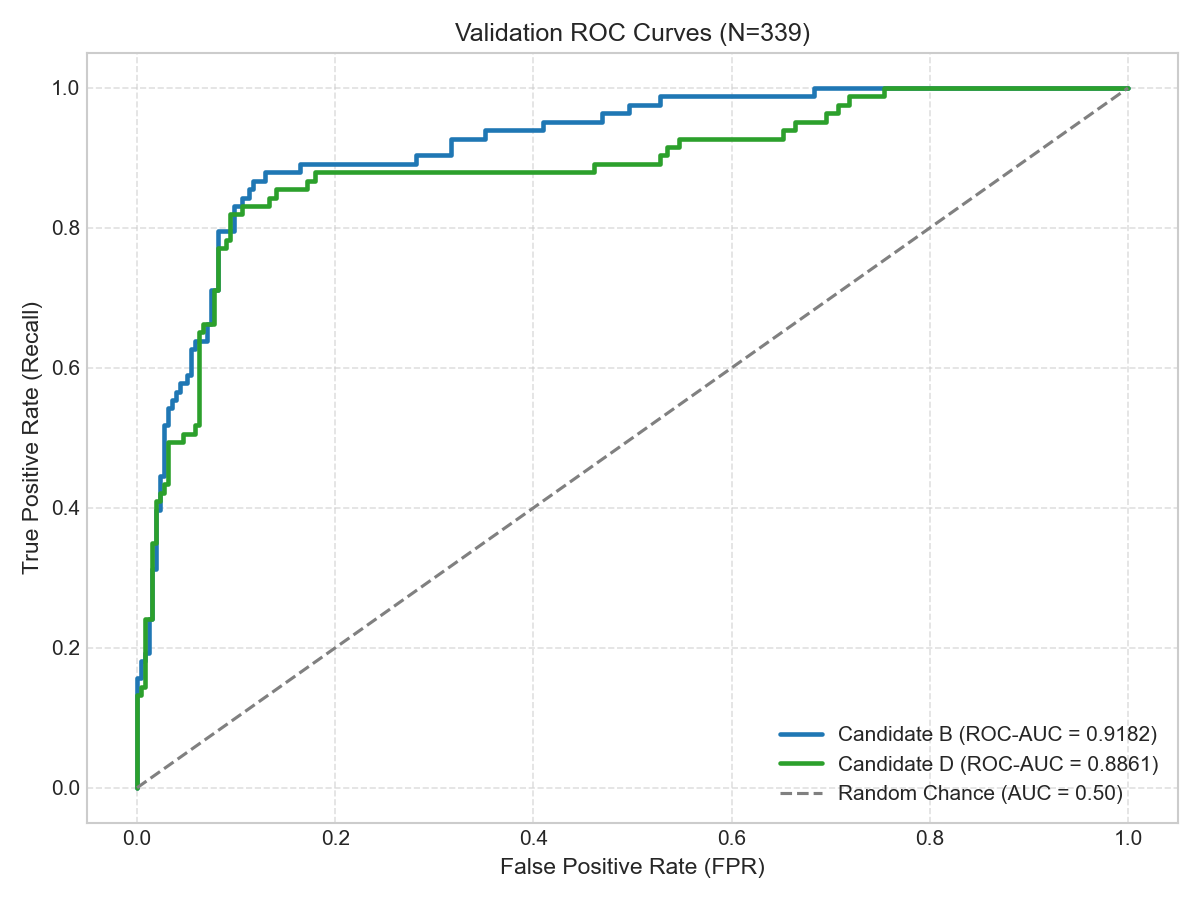 Validation ROC Curves (N=339)
True Positive Rate (Recall)
1.0
0.8
0.6
0.4
0.2
0.0
Candidate B (ROC-AUC = 0.9182)
Candidate D (ROC-AUC = 0.8861)
Random Chance (AUC = 0.50)
0.0 0.2 0.4 0.6 0.8 1.0
False Positive Rate (FPR)